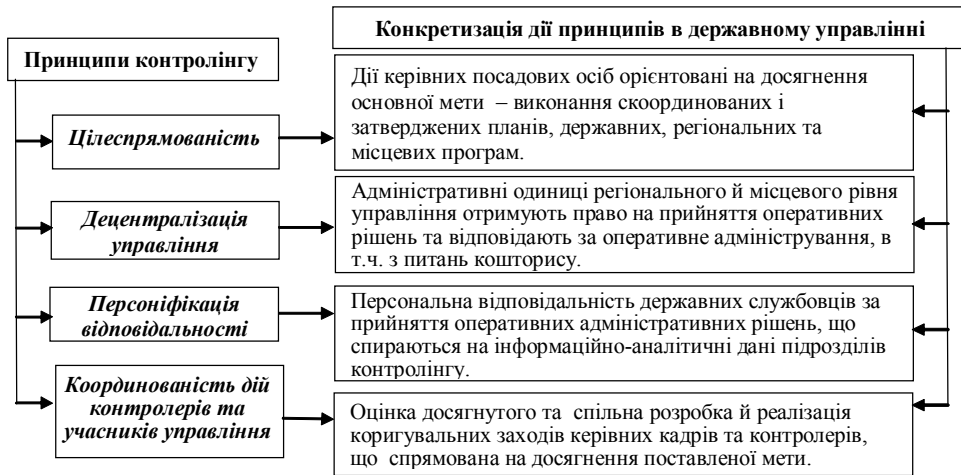 Конкретизація дії принципів в державному управлінні
Принципи контролінгу
Дії керівних посадових осіб орієнтовані на досягнення
основної мети – виконання скоординованих і
затверджених планів, державних, регіональних та
місцевих програм.
Цілеспрямованість
Адміністративні одиниці регіонального й місцевого рівня
управління отримують право на прийняття оперативних
рішень та відповідають за оперативне адміністрування, в
т.ч. з питань кошторису.
Децентралізація
управління
Персональна відповідальність державних службовців за
прийняття оперативних адміністративних рішень, що
спираються на інформаційно-аналітичні дані підрозділів
контролінгу.
Персоніфікація
відповідальності
Координованість дій
контролерів та
учасників управління
Оцінка досягнутого та спільна розробка й реалізація
коригувальних заходів керівних кадрів та контролерів,
що спрямована на досягнення поставленої мети.